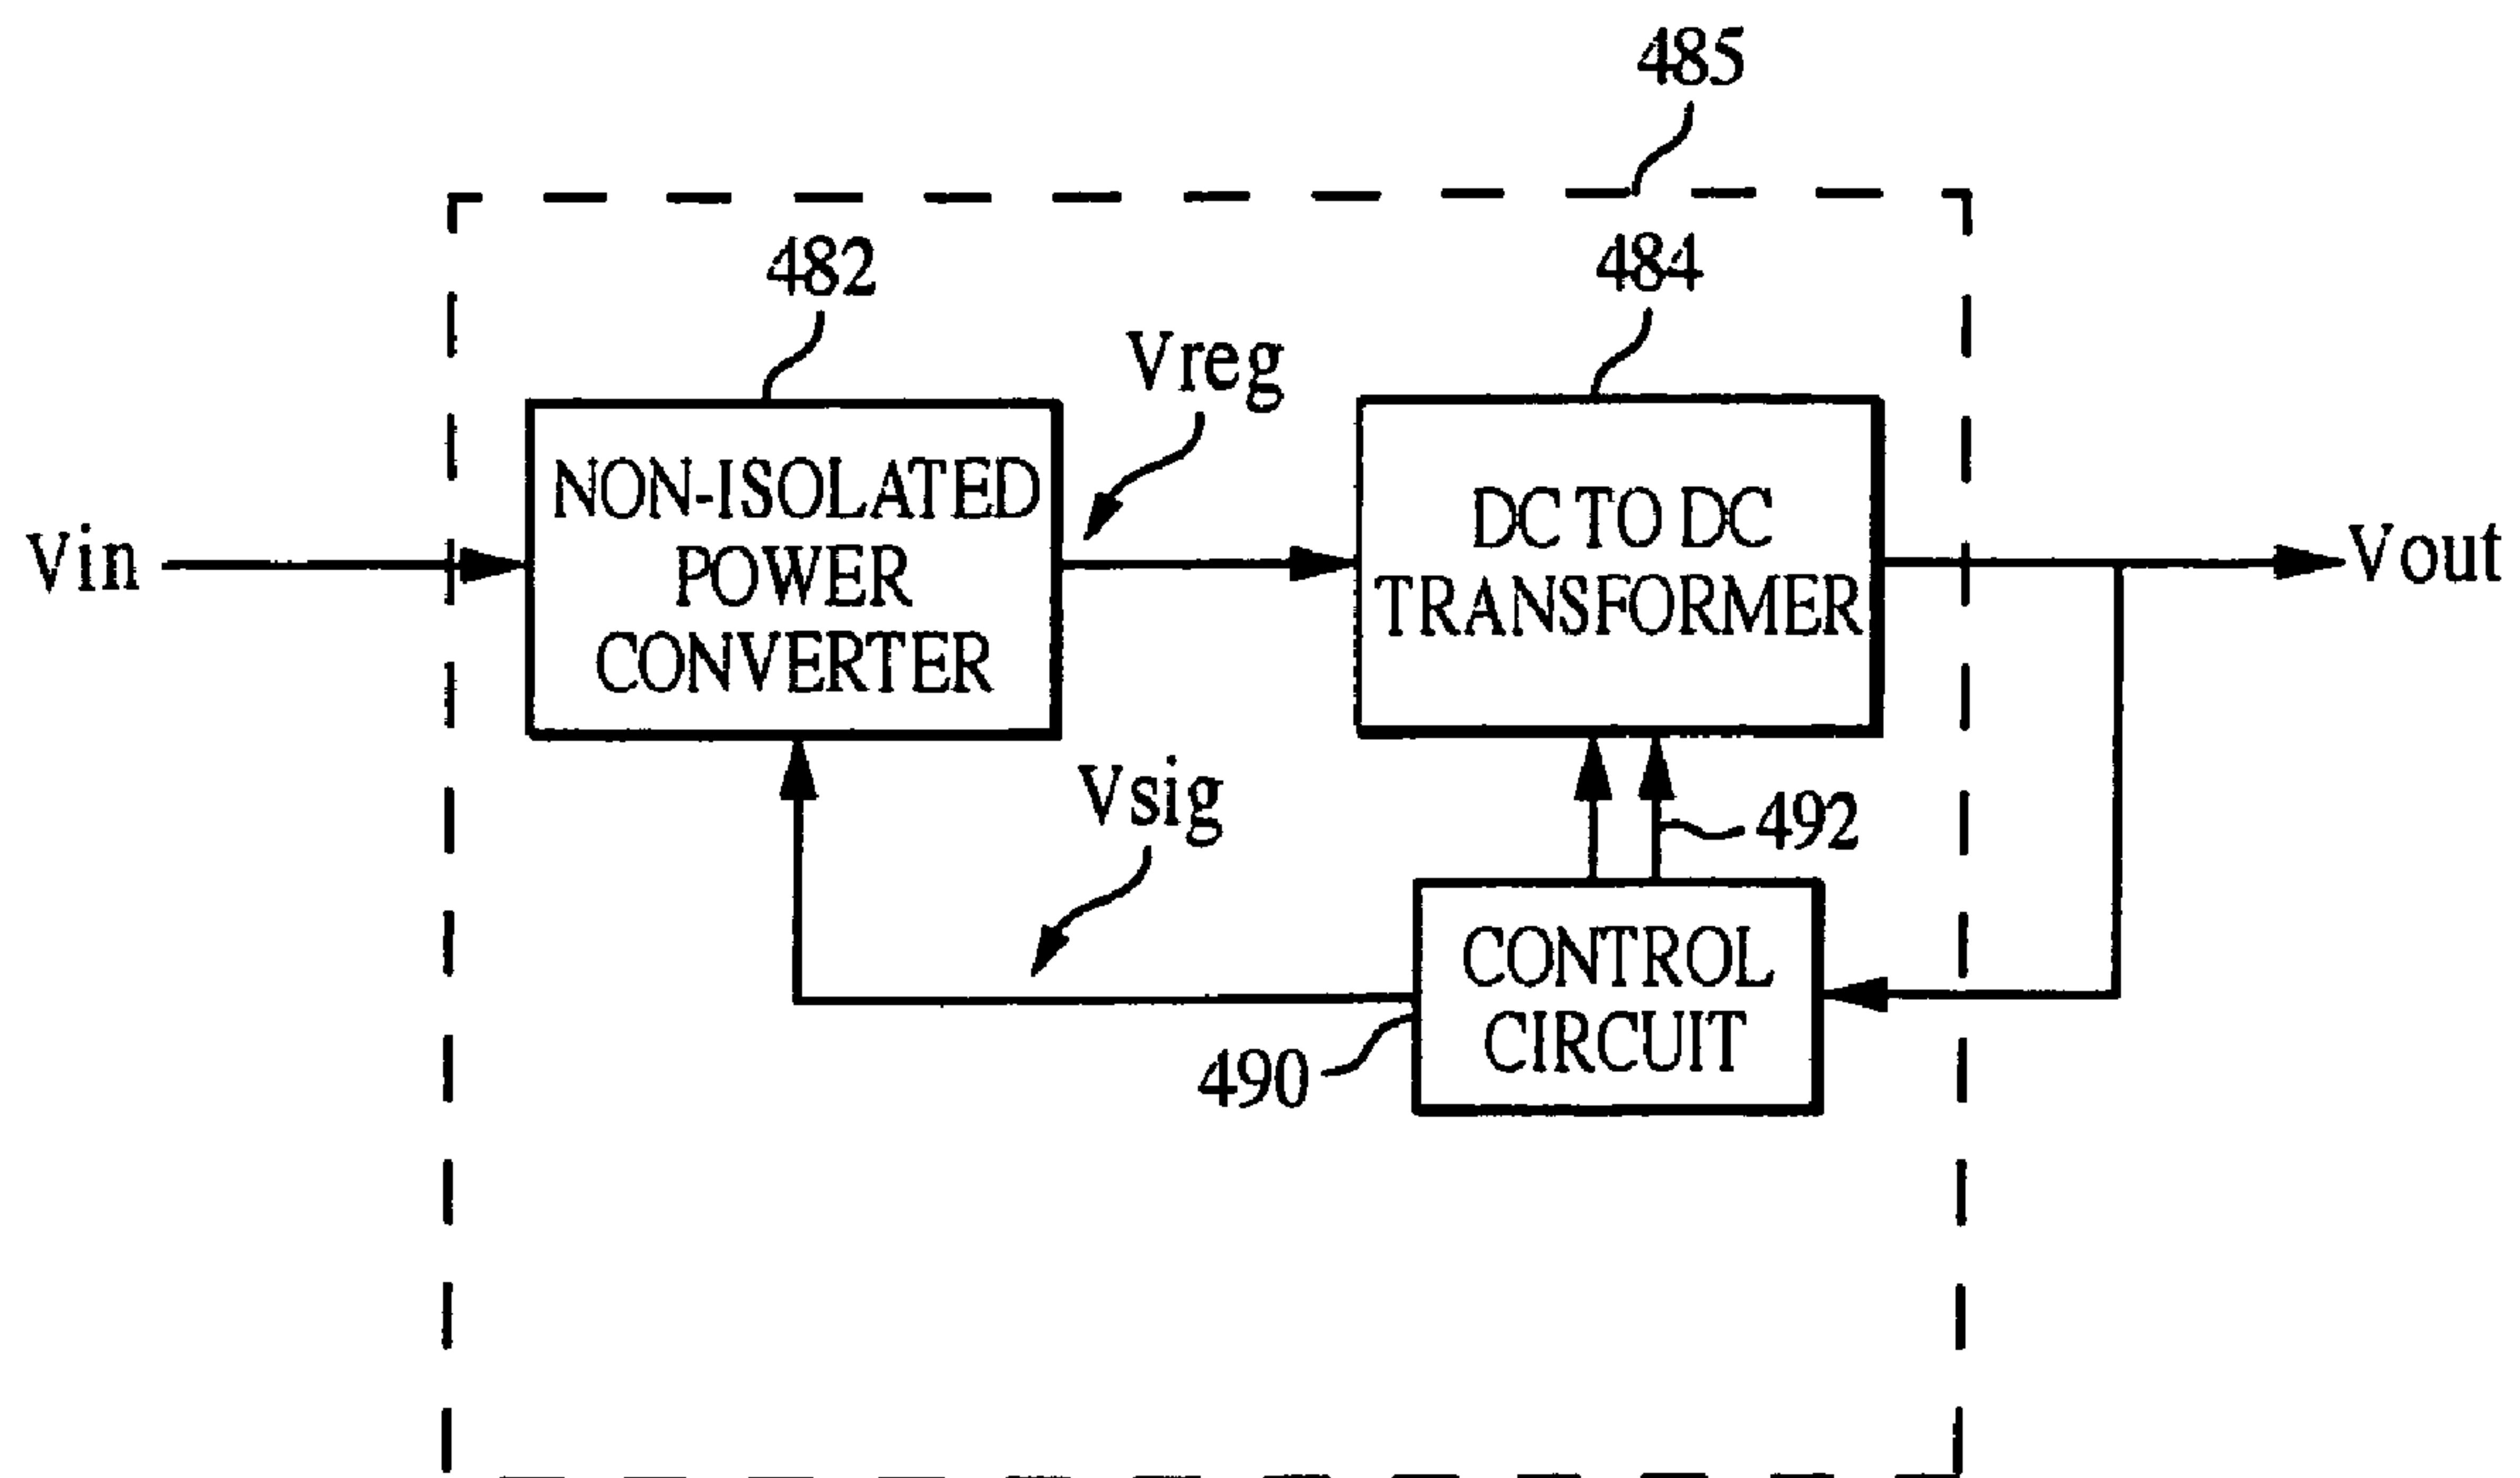 485
482
484
Vreg
NON-ISOLATED
POWER
CONVERTER
DC TO DC
TRANSFORMER
Vin
Vout
Vsig
492
CONTROL
CIRCUIT
490